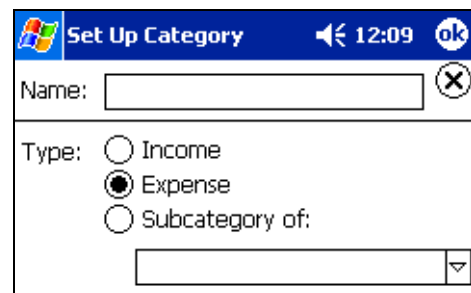 Set Up Category 12:09 ok
Name:
Type: Income
Expense
Subcategory of: